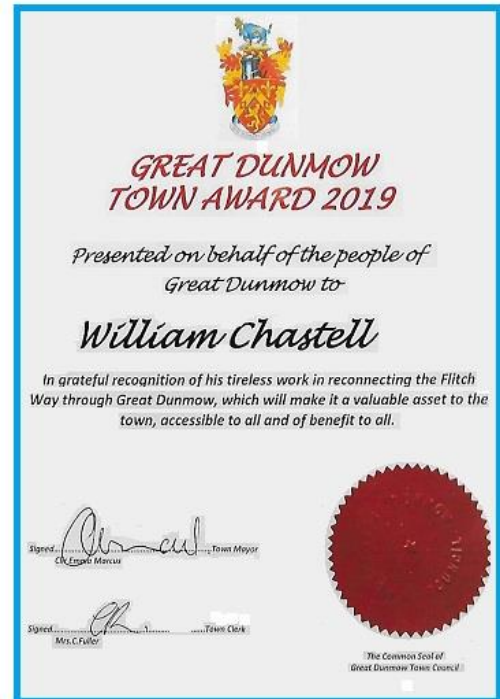 GREAT DUNMOW
TOWN AWARD 2019
Presented on behalf of the people of
Great Dunmow to
William Chastell
In grateful recognition of his tireless work in reconnecting the Flitch
Way through Great Dunmow, which will make it a valuable asset to the
town, accessible to all and of benefit to all.
Signed..........Town Mayor
Cllr Emma Marcus
Signed..........Town Clerk
Mrs.C.Fuller
The Common Seal of
Great Dunmow Town Council